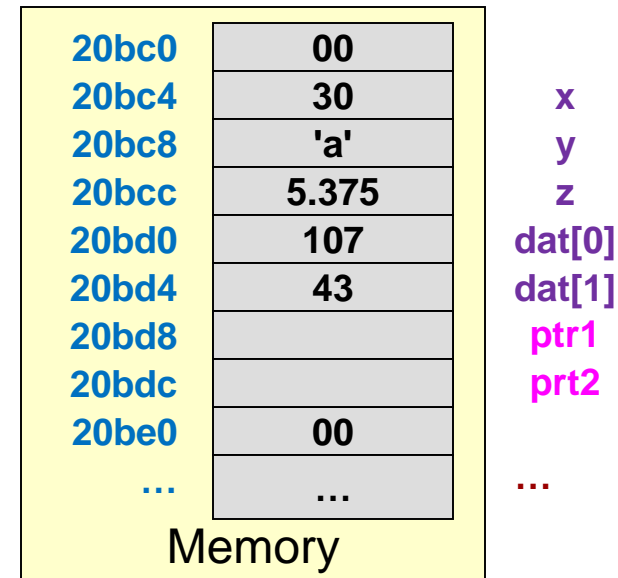 20bc0 00
20bc4 30 x
20bc8 'a' y
20bcc 5.375 z
20bd0 107 dat[0]
20bd4 43 dat[1]
20bd8 ptr1
20bdc prt2
20be0 00
… … …
Memory